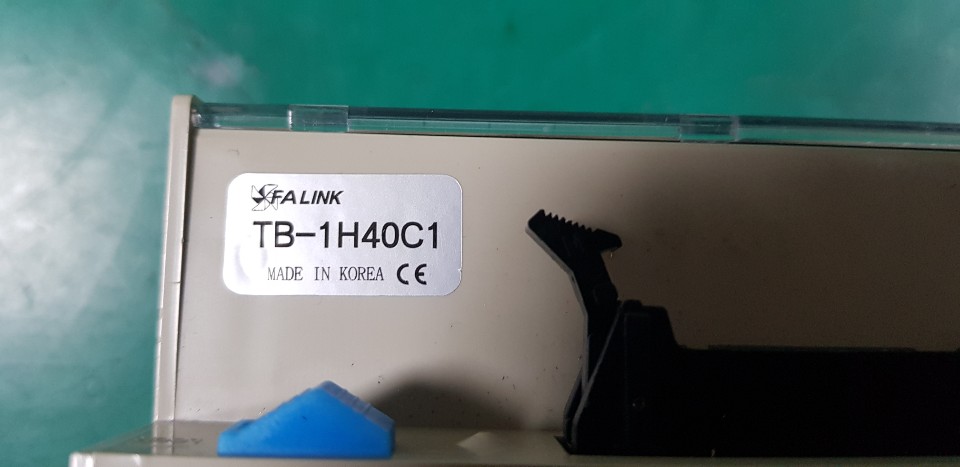 FALINK
TB-1H40C1
MADE IN KOREA CE